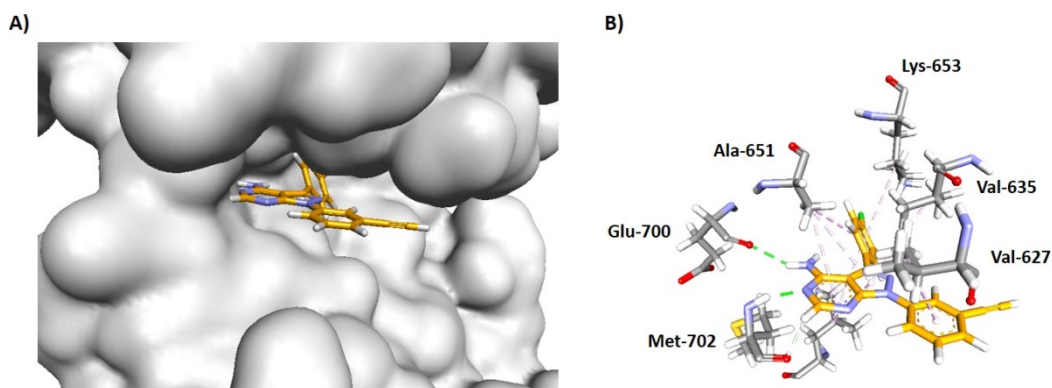 A)
B)
Lys-653
Ala-651
Val-635
Glu-700
Val-627
Met-702